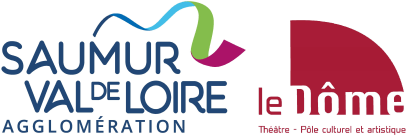 SAUMUR
VAL DE LOIRE
AGGLOMÉRATION
le Dôme
Théâtre - Pôle culturel et artistique